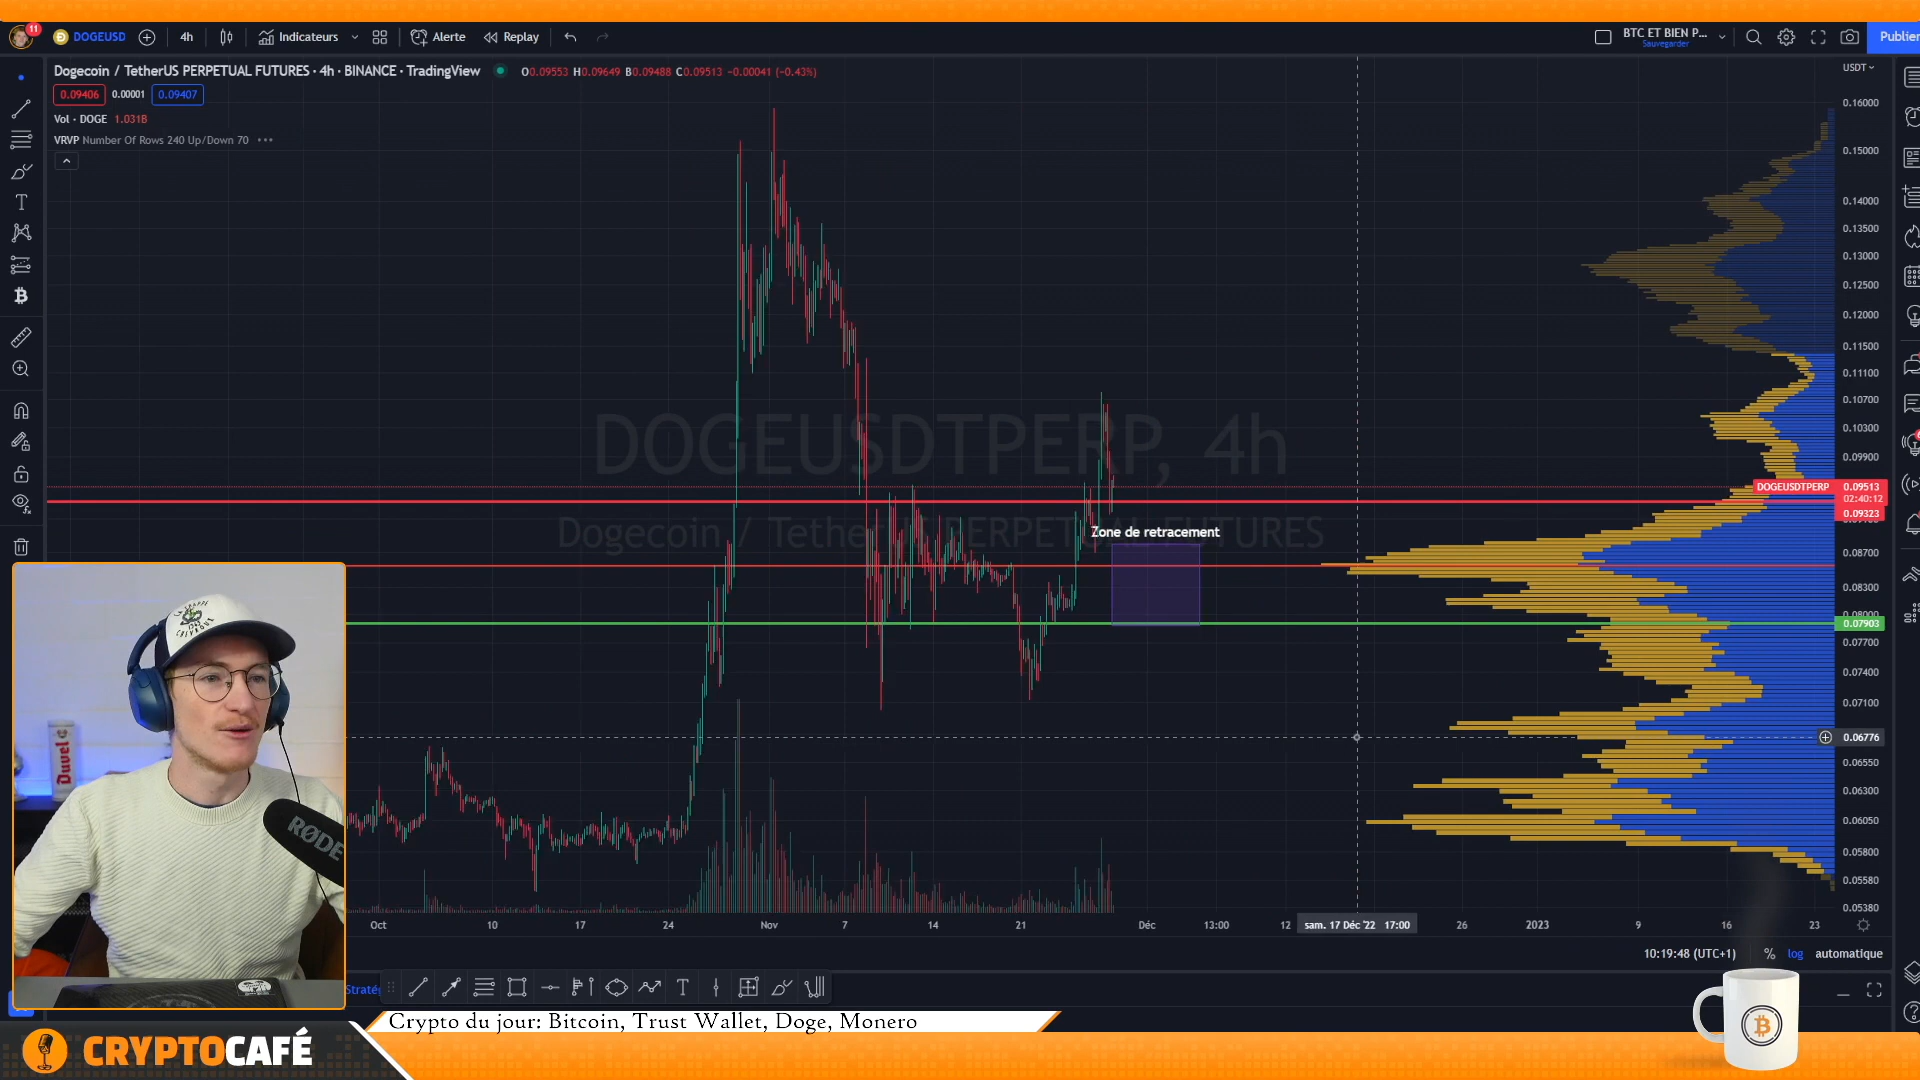 11
DOGEUSD
4h
Indicateurs
Alerte
Replay
BTC ET BIEN P...
Sauvegarder
Publier
Dogecoin / TetherUS PERPETUAL FUTURES · 4h · BINANCE · TradingView
O0.09553 H0.09649 B0.09488 C0.09513 −0.00041 (−0.43%)
USDT
0.09406
0.00001
0.09407
Vol · DOGE 1.031B
VRVP Number Of Rows 240 Up/Down 70
0.16000
0.15000
0.14000
0.13500
0.13000
0.12500
0.12000
0.11500
0.11100
0.10700
0.10300
0.09900
DOGEUSDTPERP 0.09513
02:40:12
0.09323
0.08700
0.08300
0.08000
0.07903
0.07700
0.07400
0.07100
0.06776
0.06550
0.06300
0.06050
0.05800
0.05580
0.05380
DOGEUSDTPERP, 4h
Dogecoin / TetherUS PERPETUAL FUTURES
Zone de retracement
Duvel
RØDE
Oct
10
17
24
Nov
7
14
21
Déc
13:00
12
sam. 17 Déc '22 17:00
26
2023
9
16
23
10:19:48 (UTC+1)
%
log
automatique
Straté
Crypto du jour: Bitcoin, Trust Wallet, Doge, Monero
CRYPTOCAFÉ